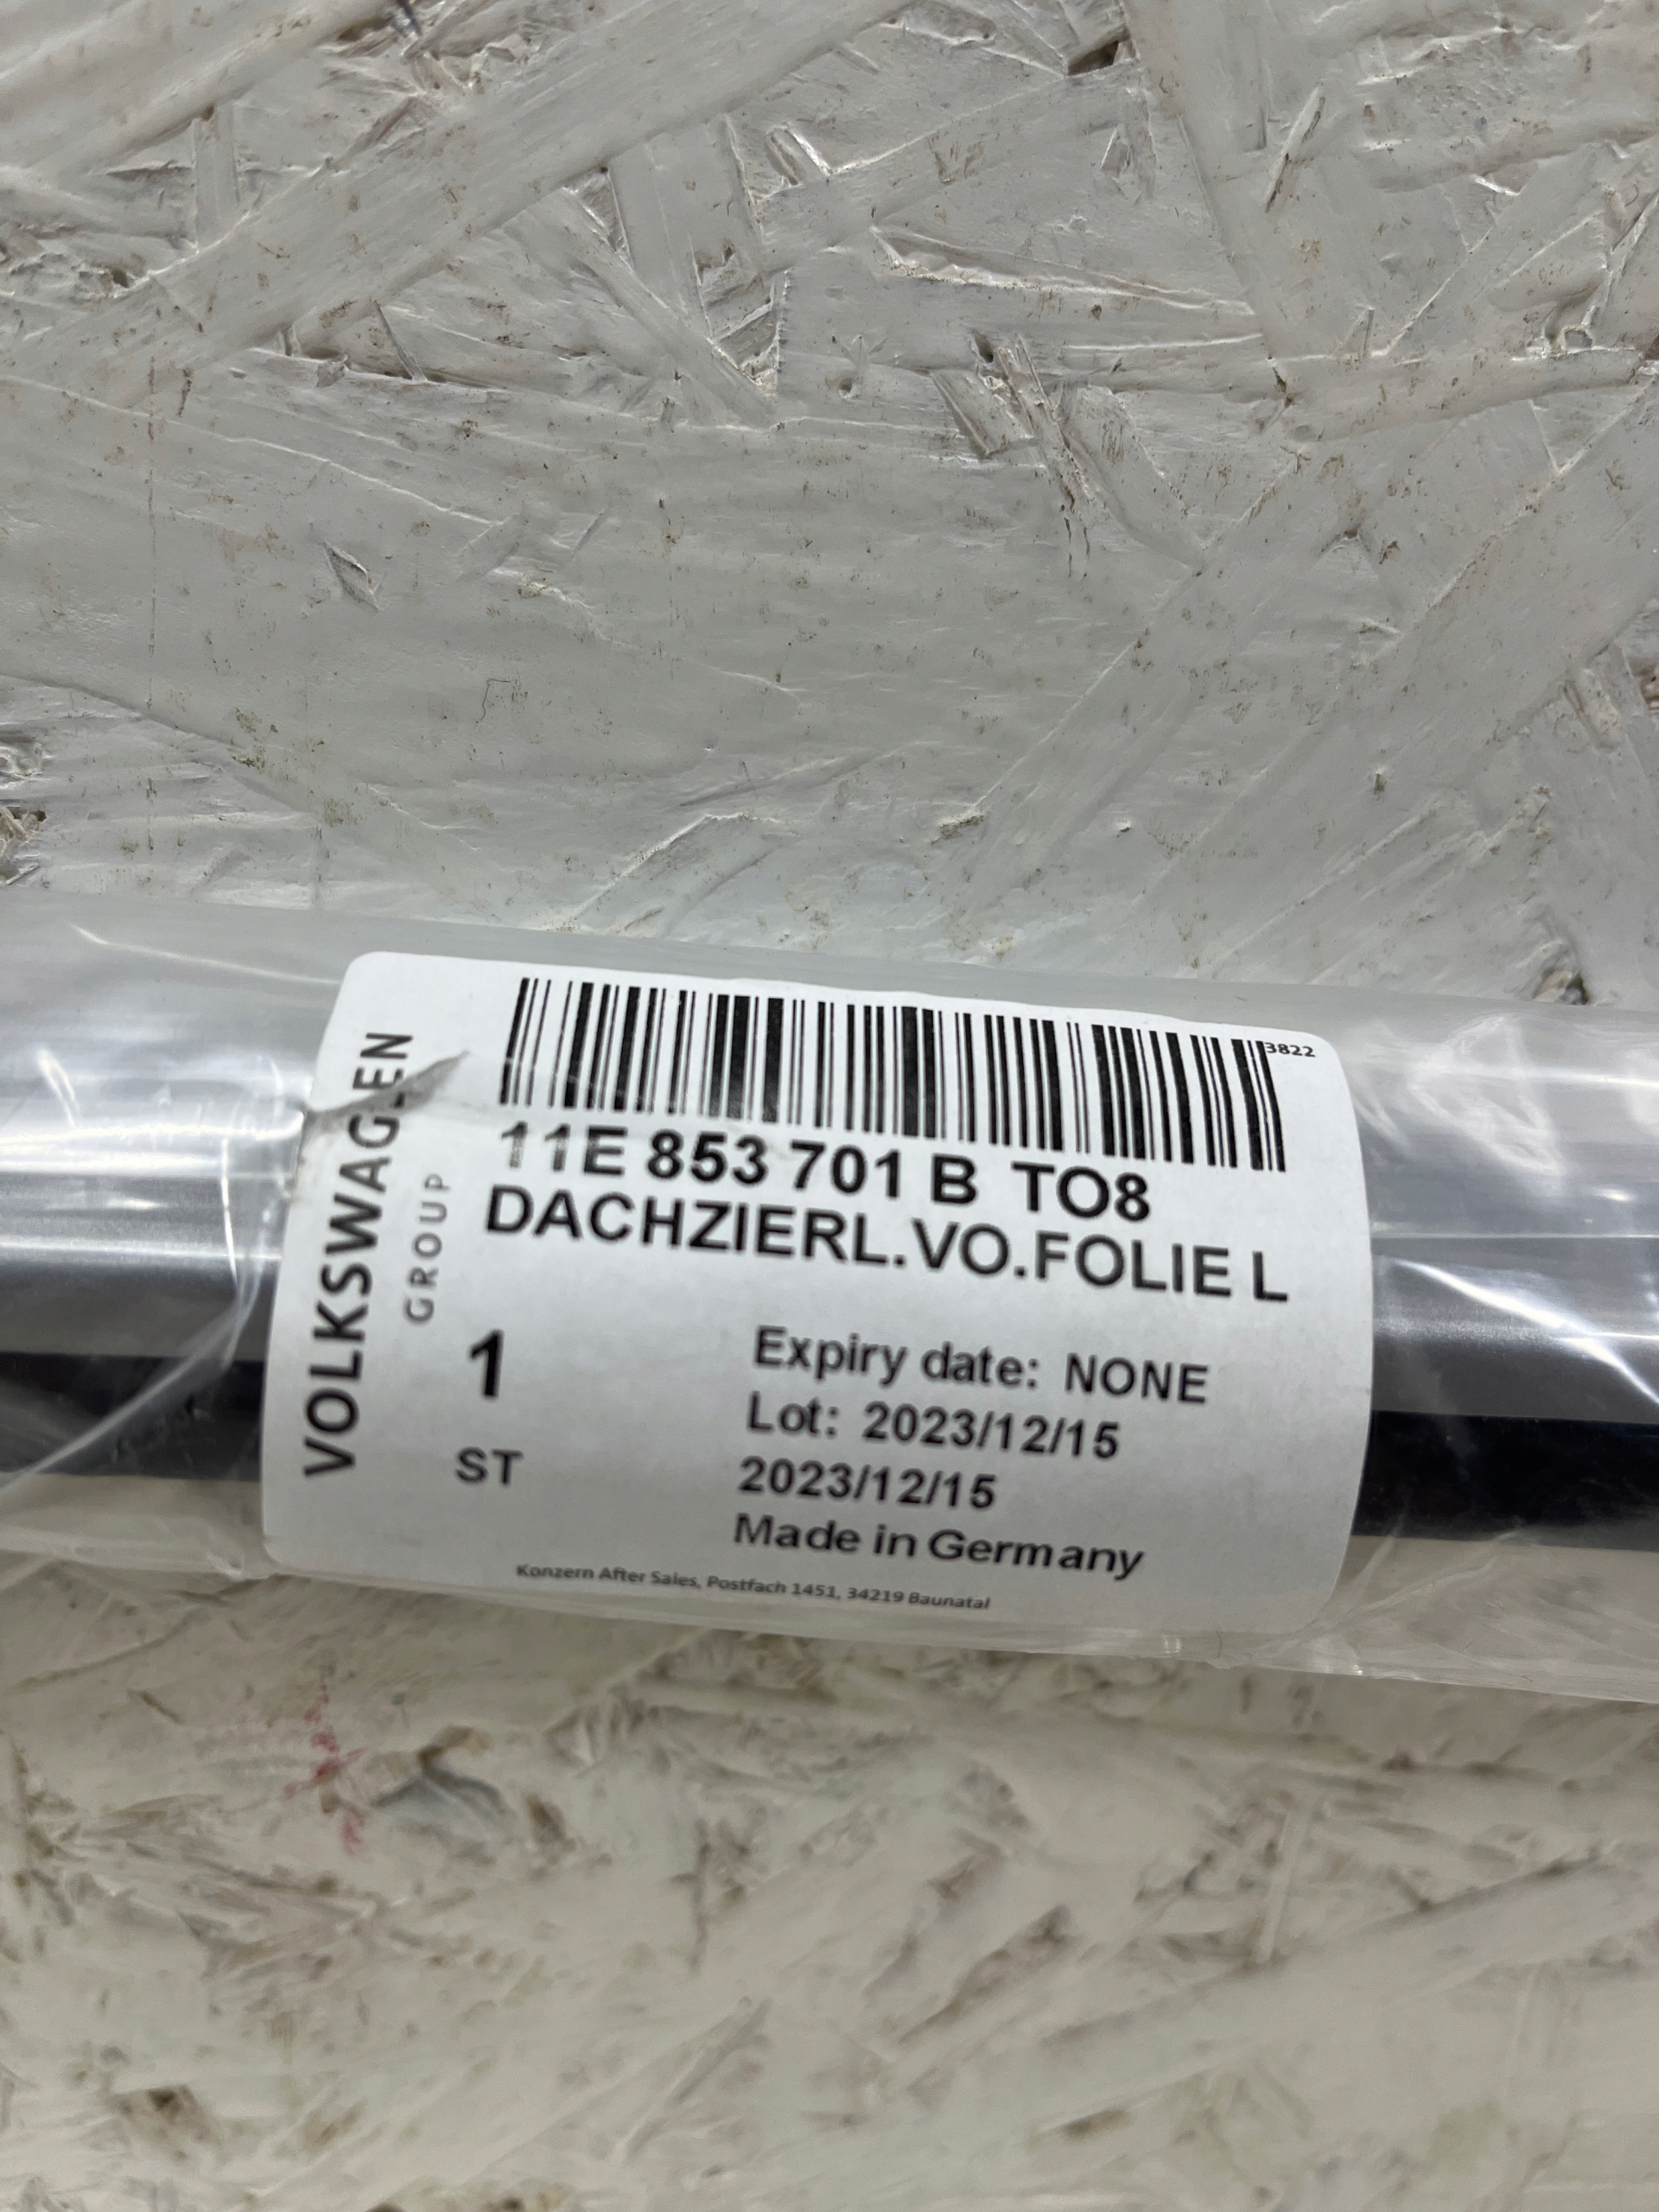 3822
11E 853 701 B TO8
DACHZIERL.VO.FOLIE L
VOLKSWAGEN
GROUP
1
ST
Expiry date: NONE
Lot: 2023/12/15
2023/12/15
Made in Germany
Konzern After Sales, Postfach 1451, 34219 Baunatal